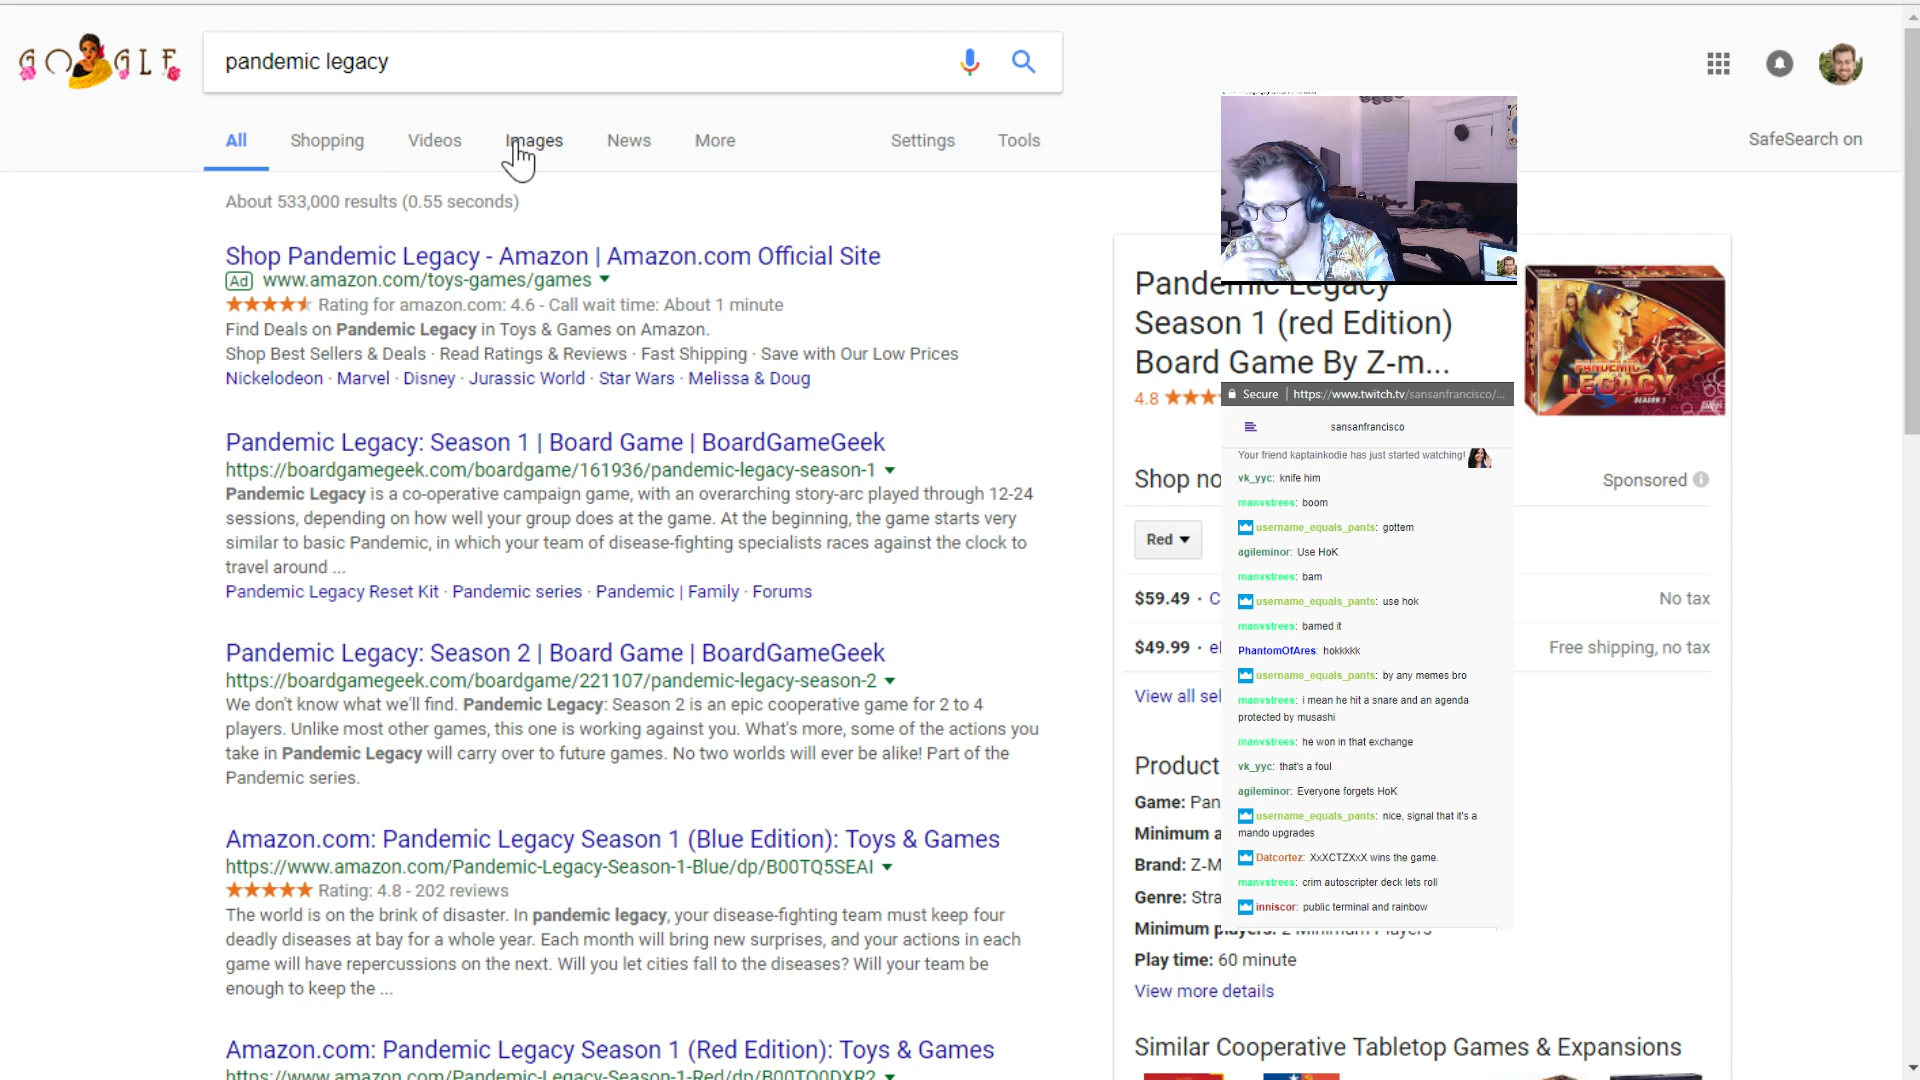 GOOGLE
pandemic legacy
All
Shopping
Videos
Images
News
More
Settings
Tools
SafeSearch on
About 533,000 results (0.55 seconds)
Shop Pandemic Legacy - Amazon | Amazon.com Official Site
Ad www.amazon.com/toys-games/games
Rating for amazon.com: 4.6 - Call wait time: About 1 minute
Find Deals on Pandemic Legacy in Toys & Games on Amazon.
Shop Best Sellers & Deals · Read Ratings & Reviews · Fast Shipping · Save with Our Low Prices
Nickelodeon · Marvel · Disney · Jurassic World · Star Wars · Melissa & Doug
Pandemic Legacy: Season 1 | Board Game | BoardGameGeek
https://boardgamegeek.com/boardgame/161936/pandemic-legacy-season-1
Pandemic Legacy is a co-operative campaign game, with an overarching story-arc played through 12-24
sessions, depending on how well your group does at the game. At the beginning, the game starts very
similar to basic Pandemic, in which your team of disease-fighting specialists races against the clock to
travel around ...
Pandemic Legacy Reset Kit · Pandemic series · Pandemic | Family · Forums
Pandemic Legacy: Season 2 | Board Game | BoardGameGeek
https://boardgamegeek.com/boardgame/221107/pandemic-legacy-season-2
We don't know what we'll find. Pandemic Legacy: Season 2 is an epic cooperative game for 2 to 4
players. Unlike most other games, this one is working against you. What's more, some of the actions you
take in Pandemic Legacy will carry over to future games. No two worlds will ever be alike! Part of the
Pandemic series.
Amazon.com: Pandemic Legacy Season 1 (Blue Edition): Toys & Games
https://www.amazon.com/Pandemic-Legacy-Season-1-Blue/dp/B00TQ5SEAI
Rating: 4.8 - 202 reviews
The world is on the brink of disaster. In pandemic legacy, your disease-fighting team must keep four
deadly diseases at bay for a whole year. Each month will bring new surprises, and your actions in each
game will have repercussions on the next. Will you let cities fall to the diseases? Will your team be
enough to keep the ...
Amazon.com: Pandemic Legacy Season 1 (Red Edition): Toys & Games
https://www.amazon.com/Pandemic-Legacy-Season-1-Red/dp/B00TQ0DXR2
Pandemic Legacy
Season 1 (red Edition)
Board Game By Z-m...
4.8
PANDEMIC
LEGACY
SEASON 1
Shop no
Sponsored
Red
$59.49 · C
No tax
$49.99 · e
Free shipping, no tax
View all sel
Product
Game: Pan
Minimum a
Brand: Z-M
Genre: Stra
Minimum players: 2 Minimum Players
Play time: 60 minute
View more details
Similar Cooperative Tabletop Games & Expansions
Secure | https://www.twitch.tv/sansanfrancisco/...
sansanfrancisco
Your friend kaptainkodie has just started watching!
vk_yyc: knife him
manvstrees: boom
username_equals_pants: gottem
agileminor: Use HoK
manvstrees: bam
username_equals_pants: use hok
manvstrees: bamed it
PhantomOfAres: hokkkkk
username_equals_pants: by any memes bro
manvstrees: i mean he hit a snare and an agenda
protected by musashi
manvstrees: he won in that exchange
vk_yyc: that's a foul
agileminor: Everyone forgets HoK
username_equals_pants: nice, signal that it's a
mando upgrades
Datcortez: XxXCTZXxX wins the game.
manvstrees: crim autoscripter deck lets roll
inniscor: public terminal and rainbow